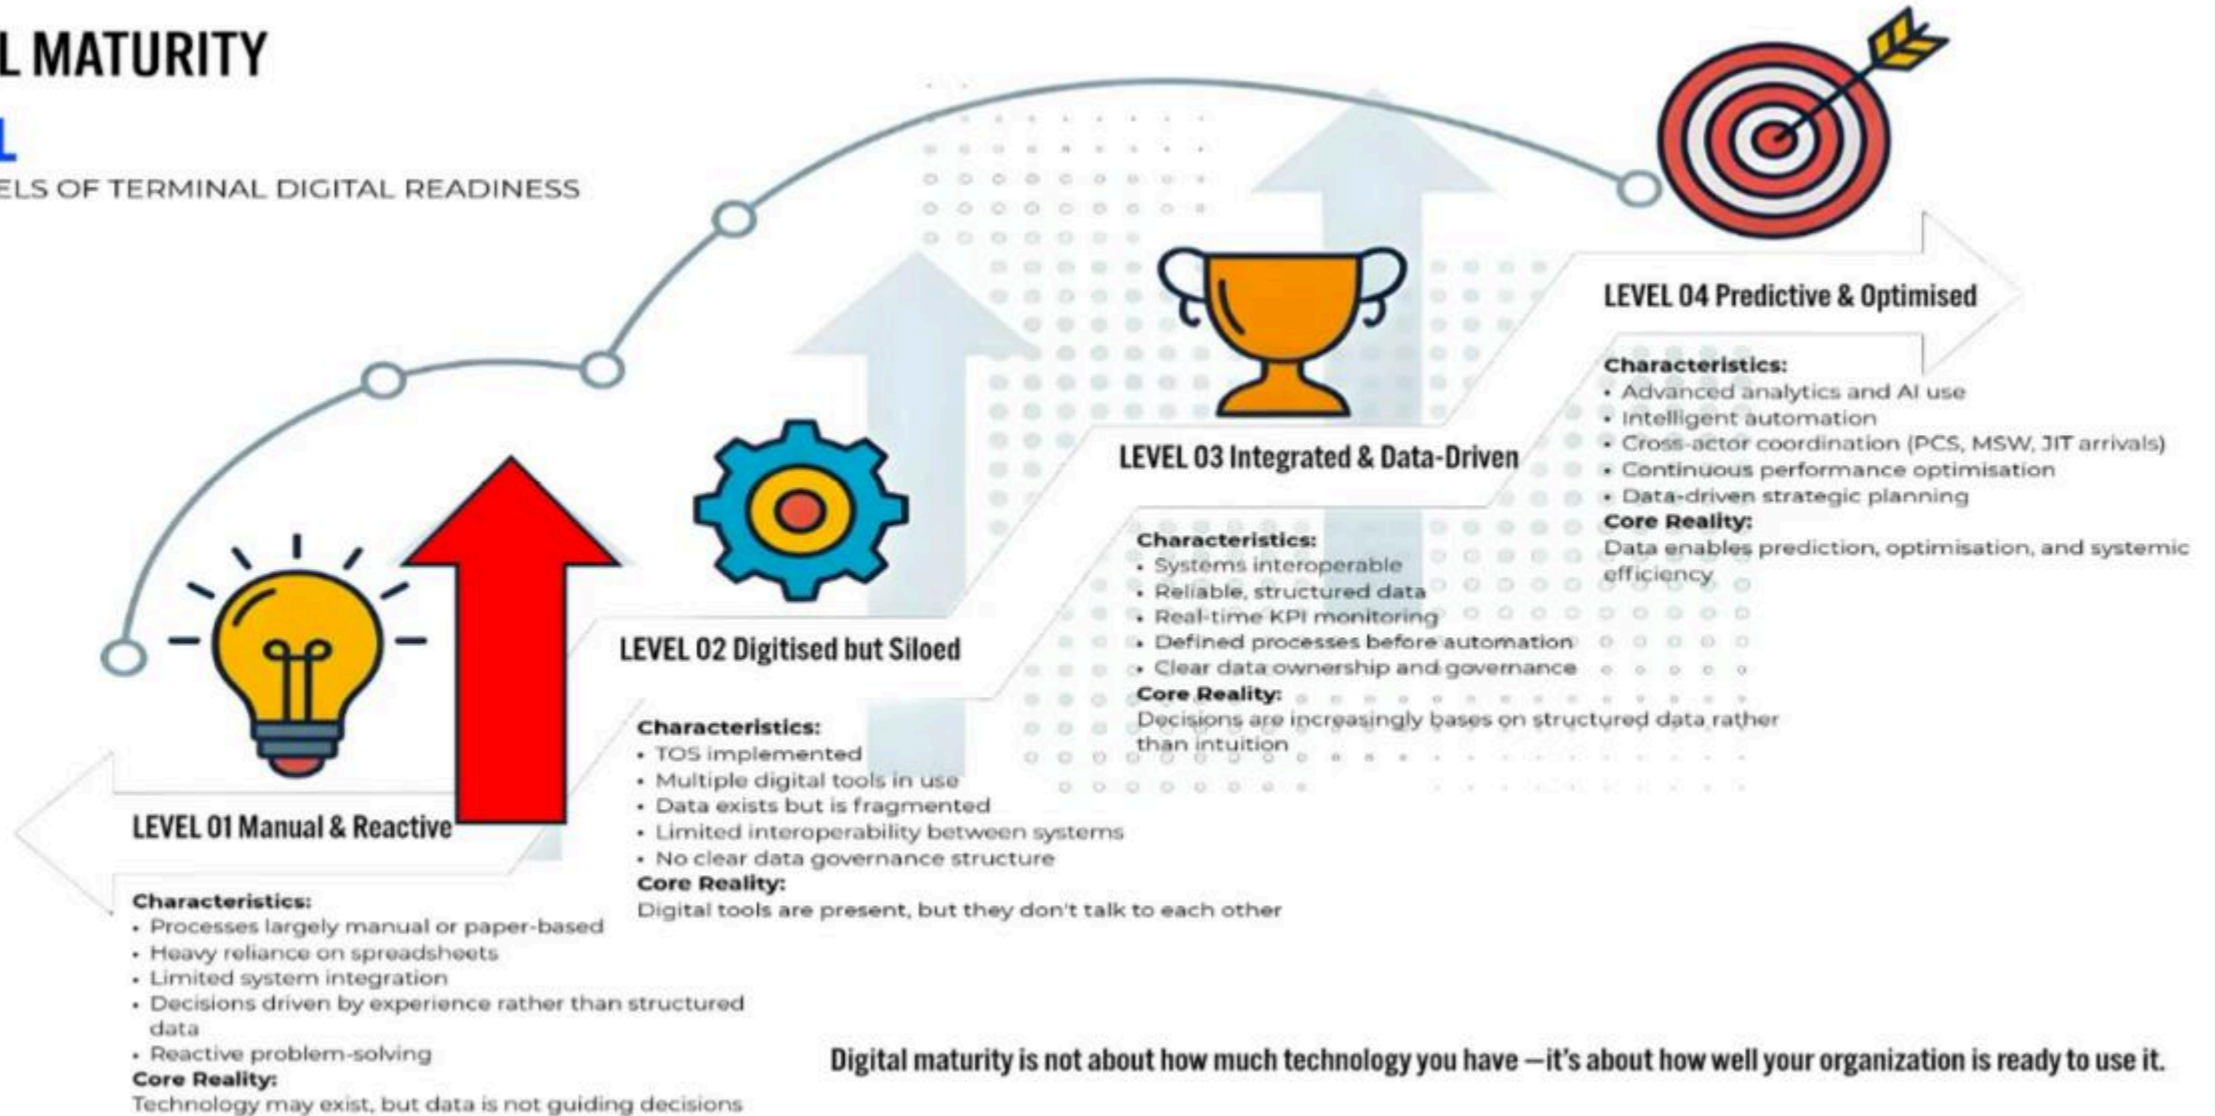 L MATURITY
L
ELS OF TERMINAL DIGITAL READINESS
LEVEL 01 Manual & Reactive
Characteristics:
• Processes largely manual or paper-based
• Heavy reliance on spreadsheets
• Limited system integration
• Decisions driven by experience rather than structured
data
• Reactive problem-solving
Core Reality:
Technology may exist, but data is not guiding decisions
LEVEL 02 Digitised but Siloed
Characteristics:
• TOS implemented
• Multiple digital tools in use
• Data exists but is fragmented
• Limited interoperability between systems
• No clear data governance structure
Core Reality:
Digital tools are present, but they don't talk to each other
LEVEL 03 Integrated & Data-Driven
Characteristics:
• Systems interoperable
• Reliable, structured data
• Real-time KPI monitoring
• Defined processes before automation
• Clear data ownership and governance
Core Reality:
Decisions are increasingly bases on structured data rather
than intuition
LEVEL 04 Predictive & Optimised
Characteristics:
• Advanced analytics and AI use
• Intelligent automation
• Cross-actor coordination (PCS, MSW, JIT arrivals)
• Continuous performance optimisation
• Data-driven strategic planning
Core Reality:
Data enables prediction, optimisation, and systemic
efficiency
Digital maturity is not about how much technology you have —it's about how well your organization is ready to use it.